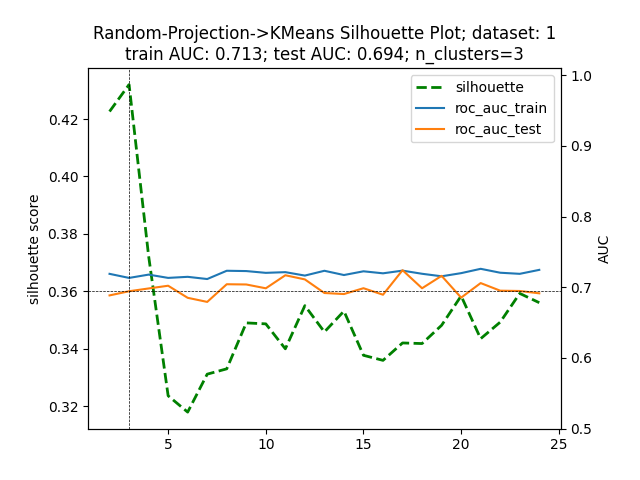 Random-Projection->KMeans Silhouette Plot; dataset: 1
train AUC: 0.713; test AUC: 0.694; n_clusters=3
silhouette
roc_auc_train
roc_auc_test
silhouette score
0.42
0.40
0.38
0.36
0.34
0.32
1.0
0.9
0.8
0.7
0.6
0.5
AUC
5
10
15
20
25